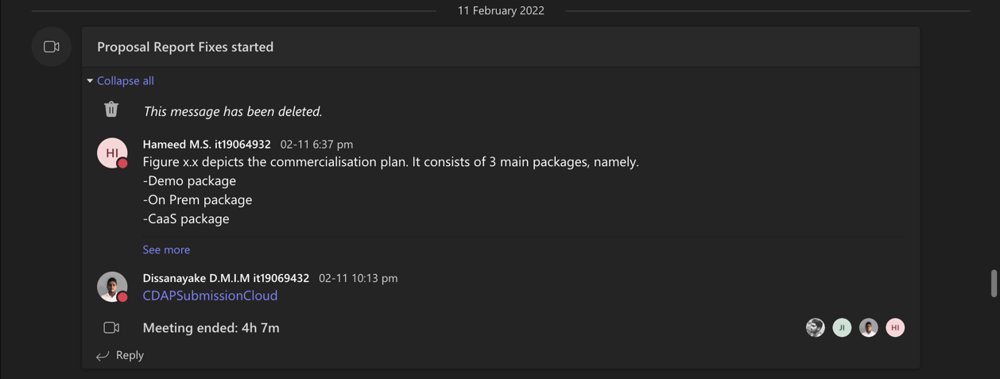 11 February 2022
Proposal Report Fixes started
Collapse all
This message has been deleted.
HI
Hameed M.S. it19064932 02-11 6:37 pm
Figure x.x depicts the commercialisation plan. It consists of 3 main packages, namely.
-Demo package
-On Prem package
-CaaS package
See more
Dissanayake D.M.I.M it19069432 02-11 10:13 pm
CDAPSubmissionCloud
Meeting ended: 4h 7m
JI
HI
Reply